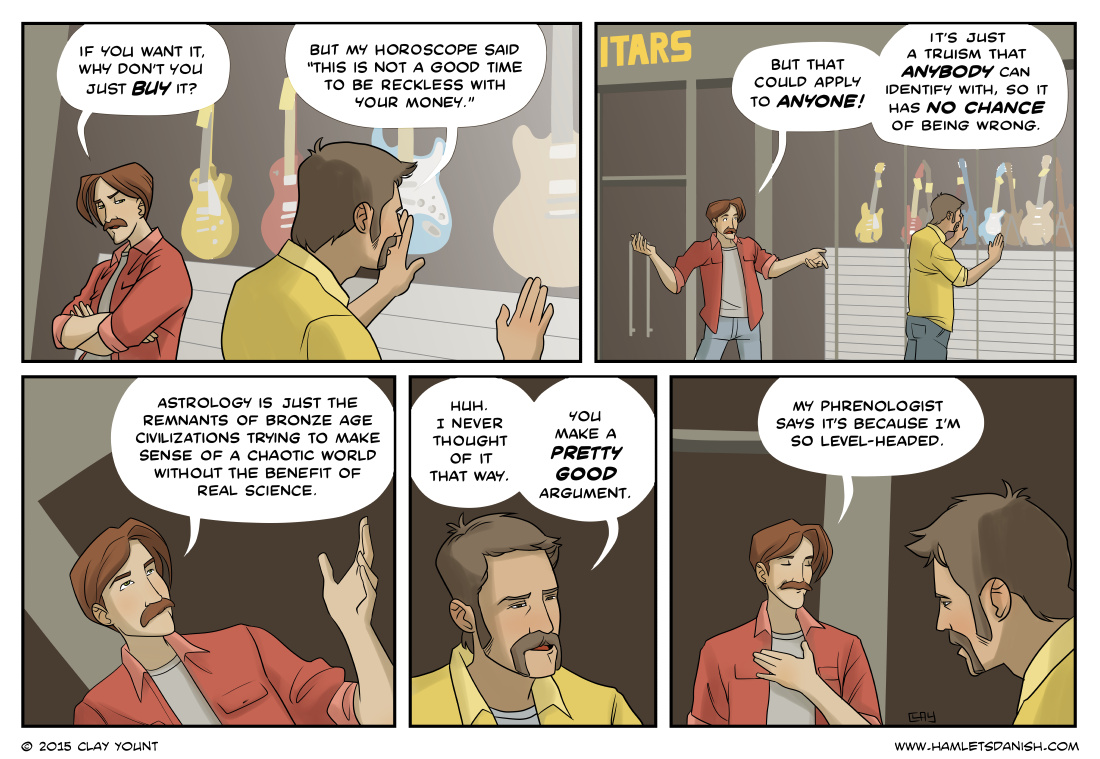 IF YOU WANT IT,
WHY DON'T YOU
JUST BUY IT?
BUT MY HOROSCOPE SAID
"THIS IS NOT A GOOD TIME
TO BE RECKLESS WITH
YOUR MONEY."
ITARS
BUT THAT
COULD APPLY
TO ANYONE!
IT'S JUST
A TRUISM THAT
ANYBODY CAN
IDENTIFY WITH, SO IT
HAS NO CHANCE
OF BEING WRONG.
ASTROLOGY IS JUST THE
REMNANTS OF BRONZE AGE
CIVILIZATIONS TRYING TO MAKE
SENSE OF A CHAOTIC WORLD
WITHOUT THE BENEFIT OF
REAL SCIENCE.
HUH.
I NEVER
THOUGHT
OF IT
THAT WAY.
YOU
MAKE A
PRETTY
GOOD
ARGUMENT.
MY PHRENOLOGIST
SAYS IT'S BECAUSE I'M
SO LEVEL-HEADED.
CLAY
© 2015 CLAY YOUNT
WWW.HAMLETSDANISH.COM